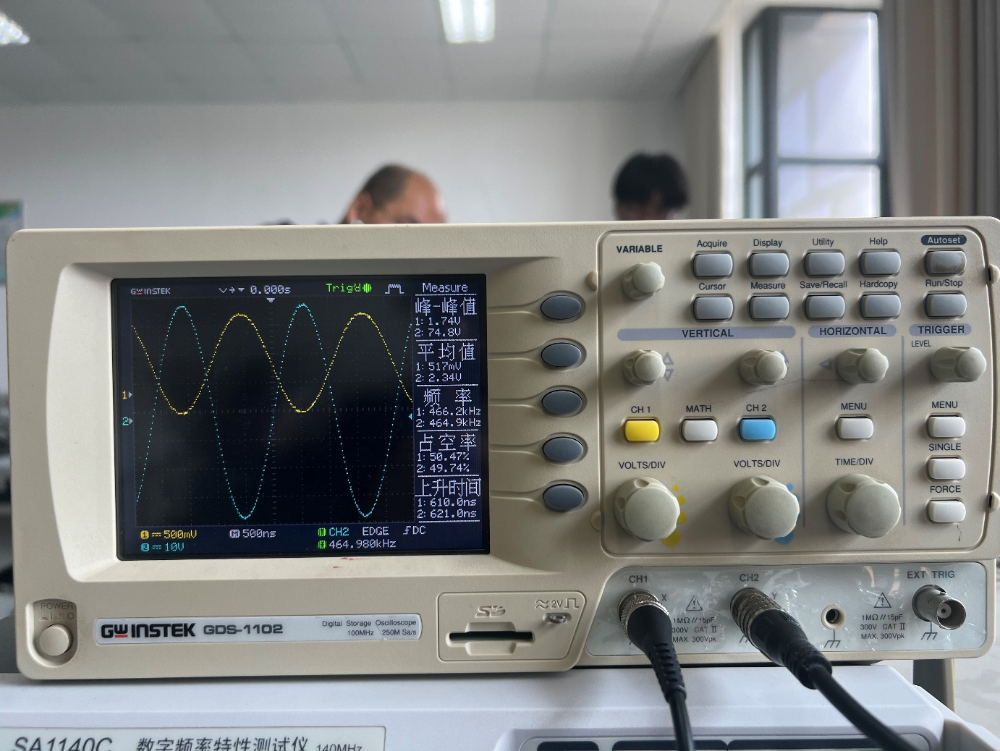 GW INSTEK
0.000s
Trig'd
Measure
峰-峰值
1: 1.74V
2: 74.8V
平均值
1: 517mV
2: 2.34V
频 率
1: 466.2kHz
2: 464.9kHz
占空率
1: 50.47%
2: 49.74%
上升时间
1: 610.0ns
2: 621.0ns
1
2
1 500mV
M 500ns
CH2 EDGE DC
2 10V
464.980kHz
POWER
GW INSTEK GDS-1102
Digital Storage Oscilloscope
100MHz 250M Sa/s
SD
2V
VARIABLE
Acquire
Display
Utility
Help
Autoset
Cursor
Measure
Save/Recall
Hardcopy
Run/Stop
VERTICAL
HORIZONTAL
TRIGGER
LEVEL
CH 1
MATH
CH 2
MENU
MENU
SINGLE
VOLTS/DIV
VOLTS/DIV
TIME/DIV
FORCE
CH1
CH2
EXT TRIG
X
Y
1MΩ//15pF
300V CAT II
MAX. 300Vpk
1MΩ//15pF
300V CAT II
MAX. 300Vpk
SA1140C 数字频率特性测试仪 140MHz